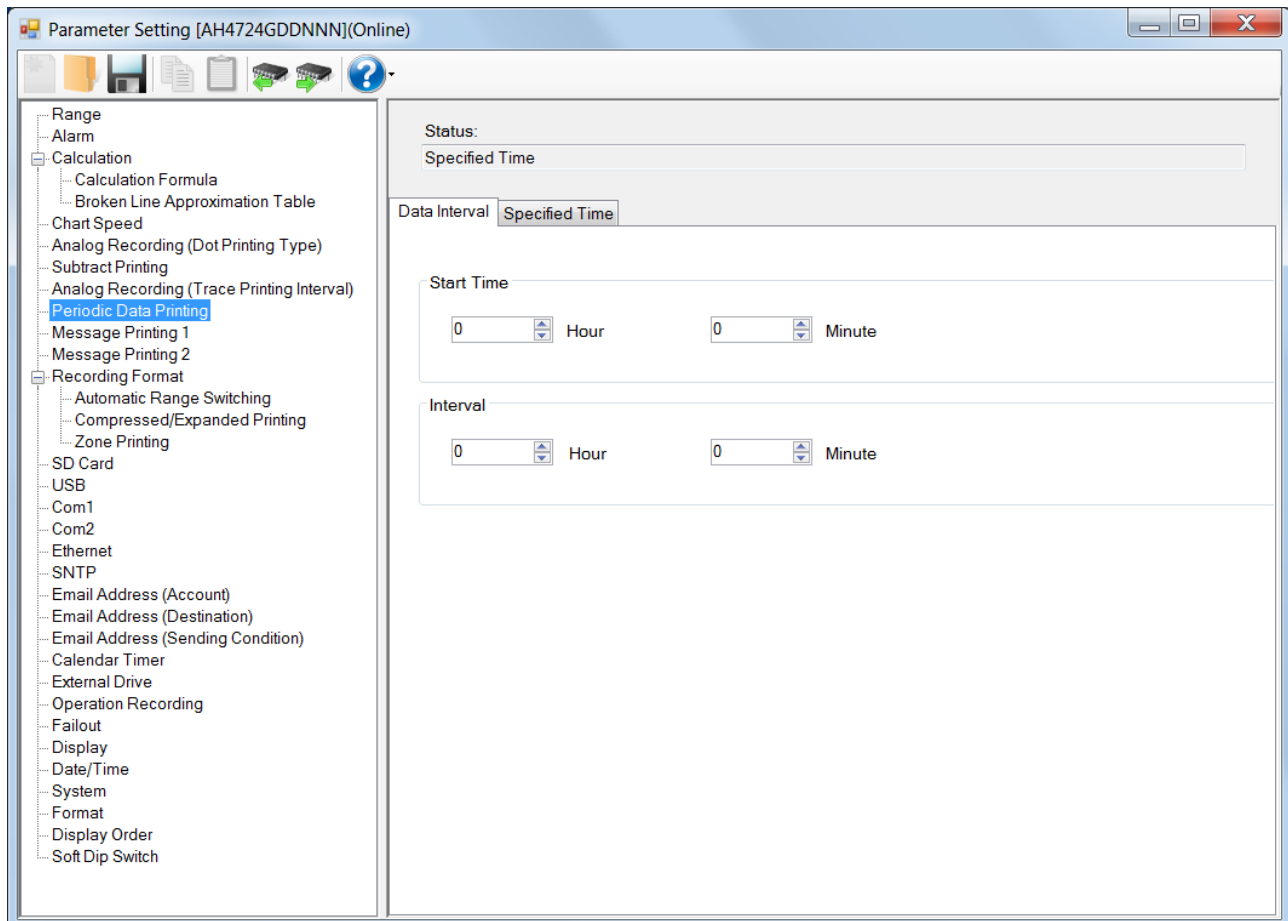 Parameter Setting [AH4724GDDNNN](Online)
Range
Alarm
Calculation
Calculation Formula
Broken Line Approximation Table
Chart Speed
Analog Recording (Dot Printing Type)
Subtract Printing
Analog Recording (Trace Printing Interval)
Periodic Data Printing
Message Printing 1
Message Printing 2
Recording Format
Automatic Range Switching
Compressed/Expanded Printing
Zone Printing
SD Card
USB
Com1
Com2
Ethernet
SNTP
Email Address (Account)
Email Address (Destination)
Email Address (Sending Condition)
Calendar Timer
External Drive
Operation Recording
Failout
Display
Date/Time
System
Format
Display Order
Soft Dip Switch
Status:
Specified Time
Data Interval Specified Time
Start Time
0 Hour 0 Minute
Interval
0 Hour 0 Minute